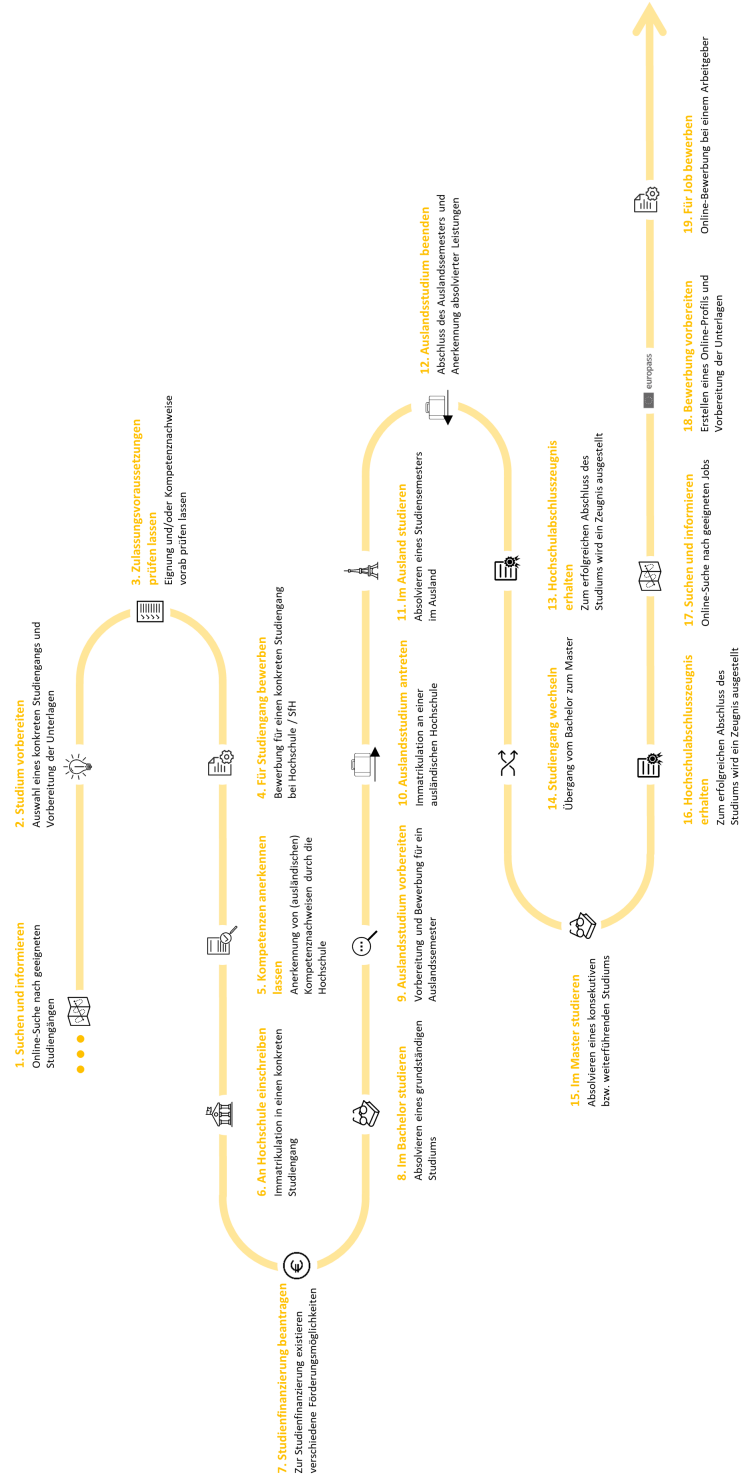 1. Suchen und informieren
Online-Suche nach geeigneten
Studiengängen
2. Studium vorbereiten
Auswahl eines konkreten Studiengangs und
Vorbereitung der Unterlagen
3. Zulassungsvoraussetzungen
prüfen lassen
Eignung und/oder Kompetenznachweise
vorab prüfen lassen
4. Für Studiengang bewerben
Bewerbung für einen konkreten Studiengang
bei Hochschule / SfH
5. Kompetenzen anerkennen
lassen
Anerkennung von (ausländischen)
Kompetenznachweisen durch die
Hochschule
6. An Hochschule einschreiben
Immatrikulation in einen konkreten
Studiengang
7. Studienfinanzierung beantragen
Zur Studienfinanzierung existieren
verschiedene Förderungsmöglichkeiten
8. Im Bachelor studieren
Absolvieren eines grundständigen
Studiums
9. Auslandsstudium vorbereiten
Vorbereitung und Bewerbung für ein
Auslandssemester
10. Auslandsstudium antreten
Immatrikulation an einer
ausländischen Hochschule
11. Im Ausland studieren
Absolvieren eines Studiensemesters
im Ausland
12. Auslandsstudium beenden
Abschluss des Auslandssemesters und
Anerkennung absolvierter Leistungen
13. Hochschulabschlusszeugnis
erhalten
Zum erfolgreichen Abschluss des
Studiums wird ein Zeugnis ausgestellt
14. Studiengang wechseln
Übergang vom Bachelor zum Master
15. Im Master studieren
Absolvieren eines konsekutiven
bzw. weiterführenden Studiums
16. Hochschulabschlusszeugnis
erhalten
Zum erfolgreichen Abschluss des
Studiums wird ein Zeugnis ausgestellt
17. Suchen und informieren
Online-Suche nach geeigneten Jobs
europass
18. Bewerbung vorbereiten
Erstellen eines Online-Profils und
Vorbereitung der Unterlagen
19. Für Job bewerben
Online-Bewerbung bei einem Arbeitgeber